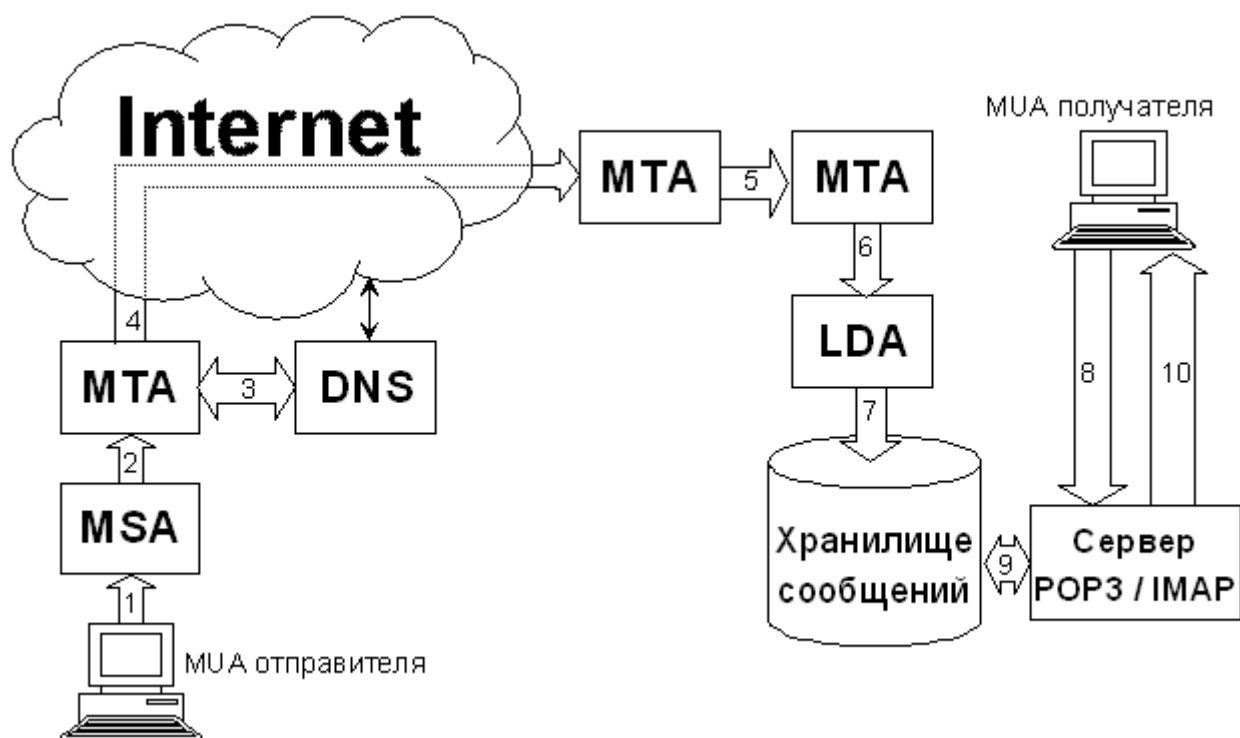 Internet
MUA получателя
MTA
5
MTA
6
4
LDA
MTA
3
DNS
8
10
7
2
MSA
Хранилище
сообщений
9
Сервер
POP3 / IMAP
1
MUA отправителя